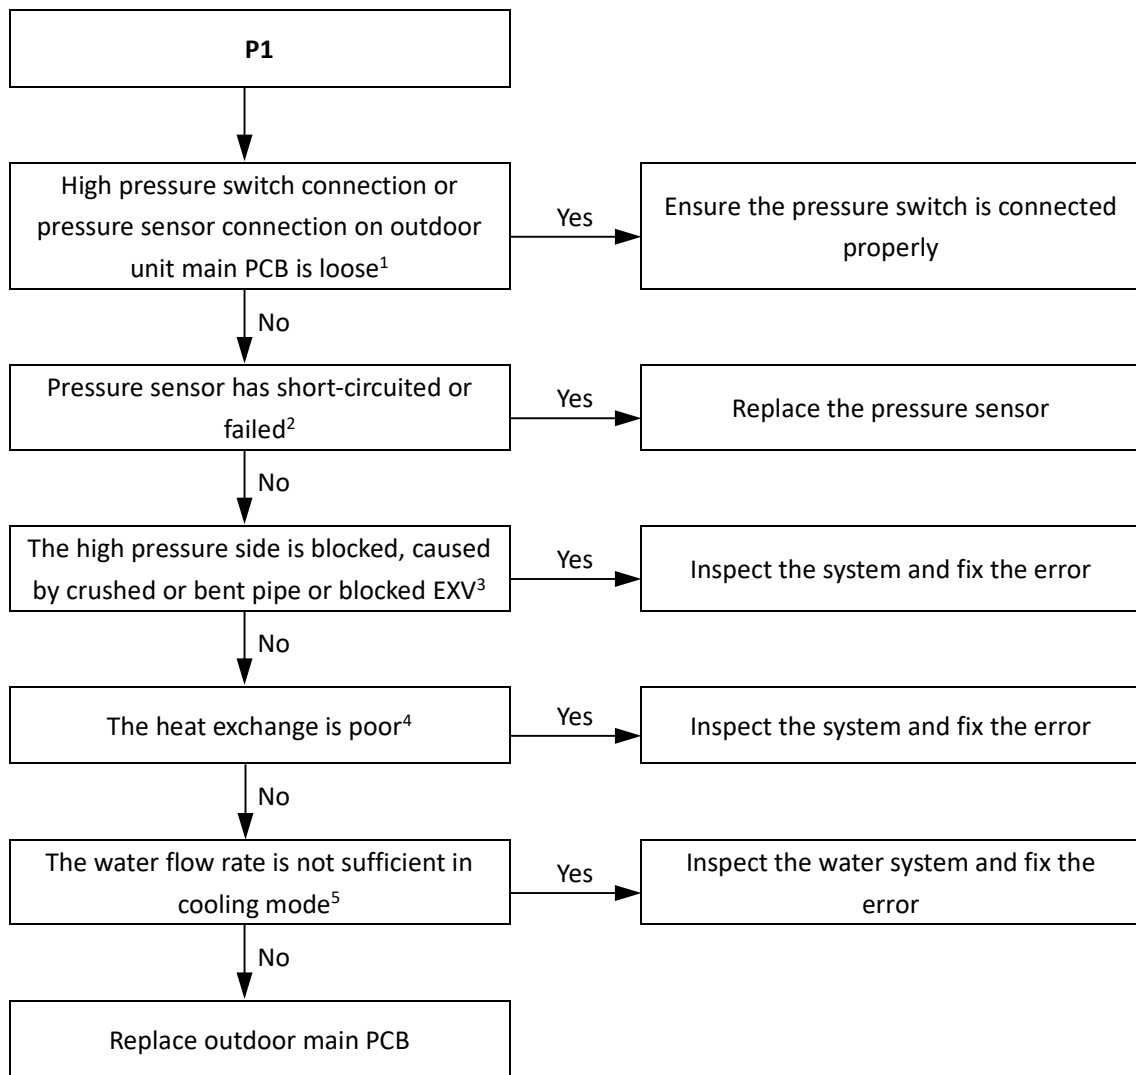 P1
High pressure switch connection or
pressure sensor connection on outdoor
unit main PCB is loose¹
Yes
Ensure the pressure switch is connected
properly
No
Pressure sensor has short-circuited or
failed²
Yes
Replace the pressure sensor
No
The high pressure side is blocked, caused
by crushed or bent pipe or blocked EXV³
Yes
Inspect the system and fix the error
No
The heat exchange is poor⁴
Yes
Inspect the system and fix the error
No
The water flow rate is not sufficient in
cooling mode⁵
Yes
Inspect the water system and fix the
error
No
Replace outdoor main PCB